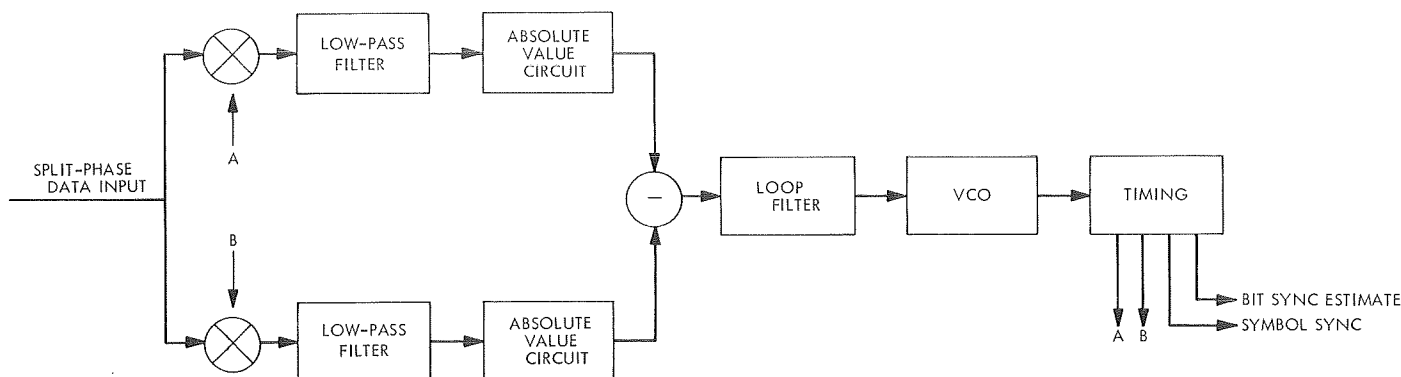 LOW-PASS
FILTER
ABSOLUTE
VALUE
CIRCUIT
A
SPLIT-PHASE
DATA INPUT
B
−
LOOP
FILTER
VCO
TIMING
LOW-PASS
FILTER
ABSOLUTE
VALUE
CIRCUIT
A
B
BIT SYNC ESTIMATE
SYMBOL SYNC